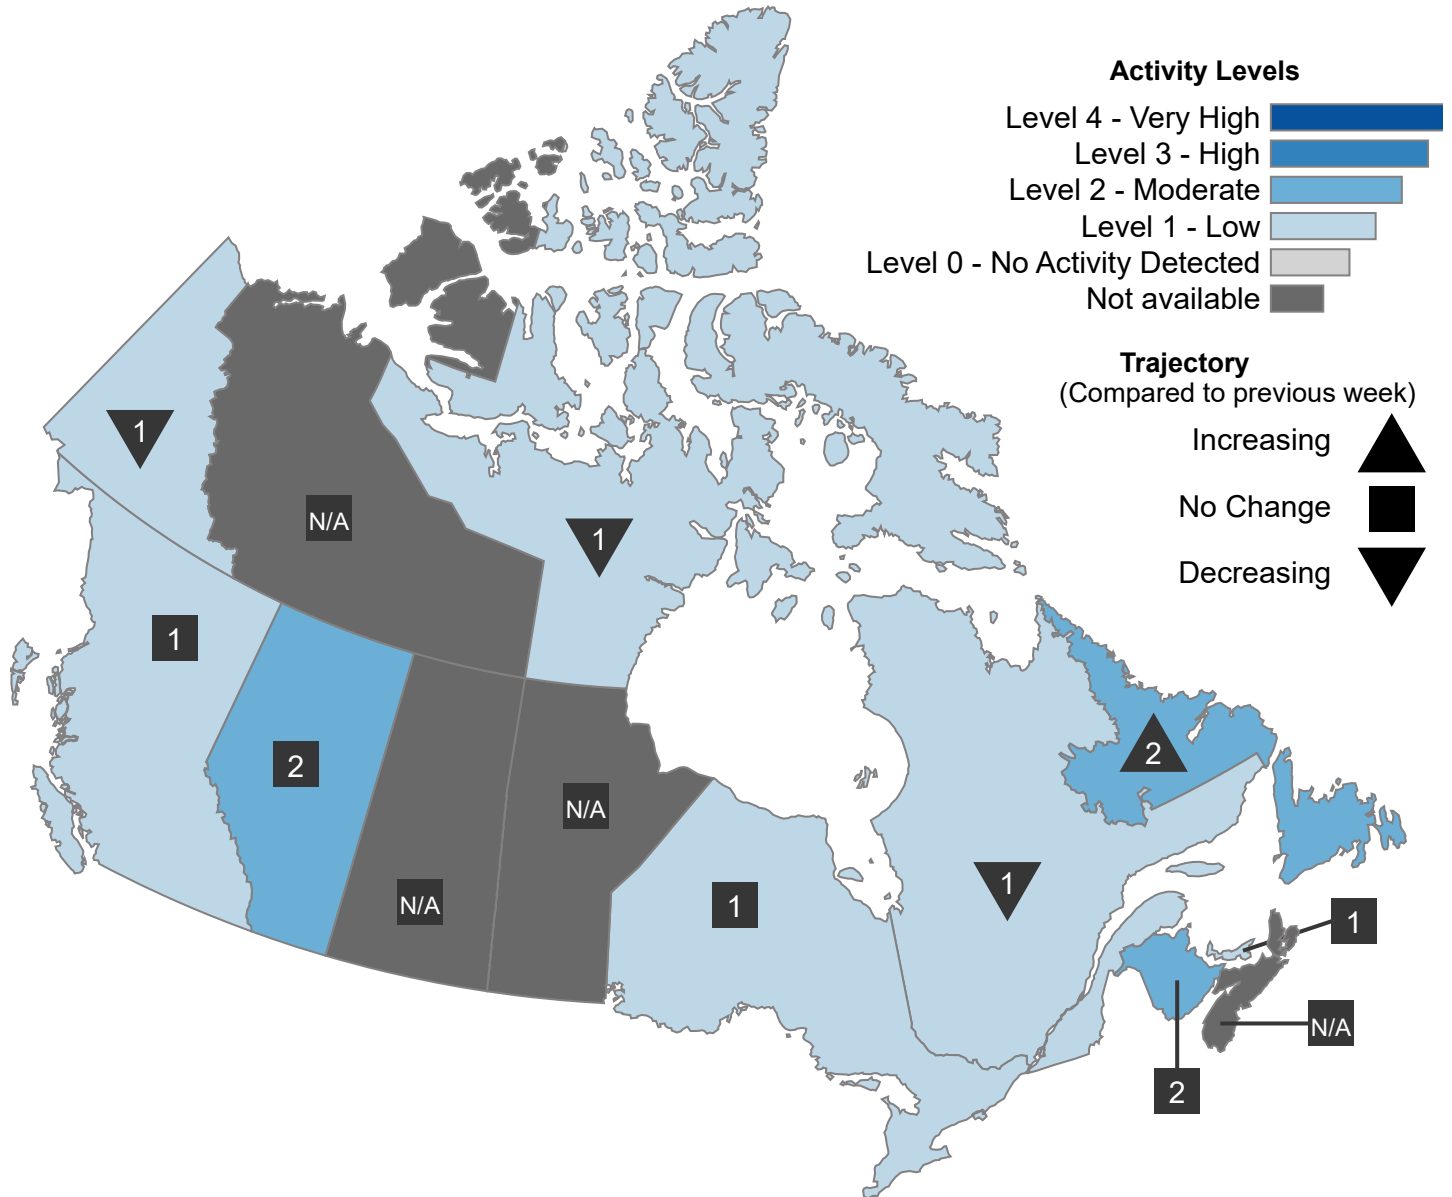 Activity Levels
Level 4 - Very High
Level 3 - High
Level 2 - Moderate
Level 1 - Low
Level 0 - No Activity Detected
Not available
Trajectory
(Compared to previous week)
Increasing
No Change
Decreasing
1
N/A
1
1
2
N/A
N/A
1
1
2
1
N/A
2